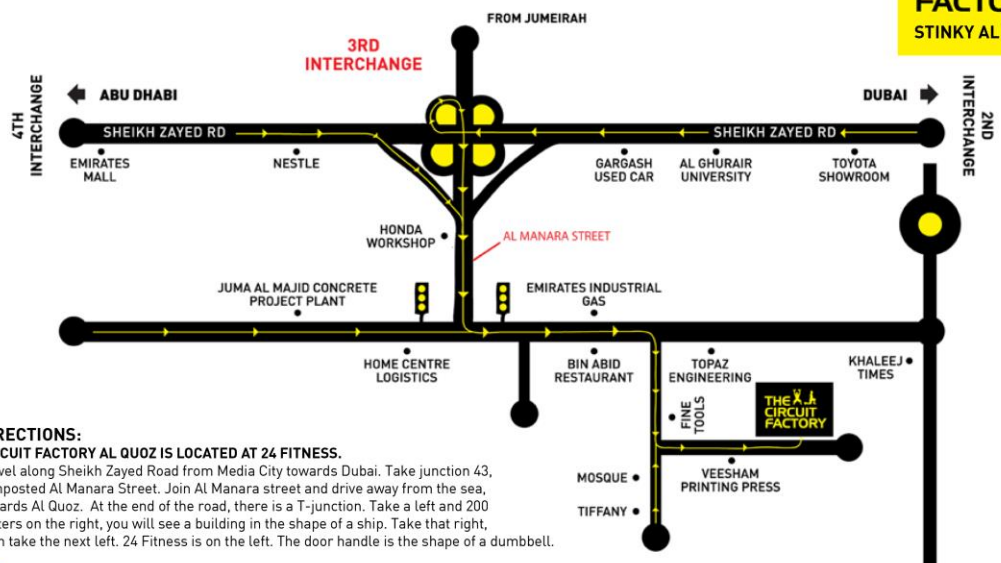 FACTO
STINKY AL
FROM JUMEIRAH
3RD
INTERCHANGE
4TH
INTERCHANGE
ABU DHABI
DUBAI
2ND
INTERCHANGE
SHEIKH ZAYED RD
SHEIKH ZAYED RD
EMIRATES
MALL
NESTLE
GARGASH
USED CAR
AL GHURAIR
UNIVERSITY
TOYOTA
SHOWROOM
HONDA
WORKSHOP
AL MANARA STREET
JUMA AL MAJID CONCRETE
PROJECT PLANT
EMIRATES INDUSTRIAL
GAS
HOME CENTRE
LOGISTICS
BIN ABID
RESTAURANT
TOPAZ
ENGINEERING
KHALEEJ
TIMES
FINE
TOOLS
THE
CIRCUIT
FACTORY
MOSQUE
TIFFANY
VEESHAM
PRINTING PRESS
RECTIONS:
CUIT FACTORY AL QUOZ IS LOCATED AT 24 FITNESS.
vel along Sheikh Zayed Road from Media City towards Dubai. Take junction 43,
nposted Al Manara Street. Join Al Manara street and drive away from the sea,
ards Al Quoz. At the end of the road, there is a T-junction. Take a left and 200
ters on the right, you will see a building in the shape of a ship. Take that right,
n take the next left. 24 Fitness is on the left. The door handle is the shape of a dumbbell.